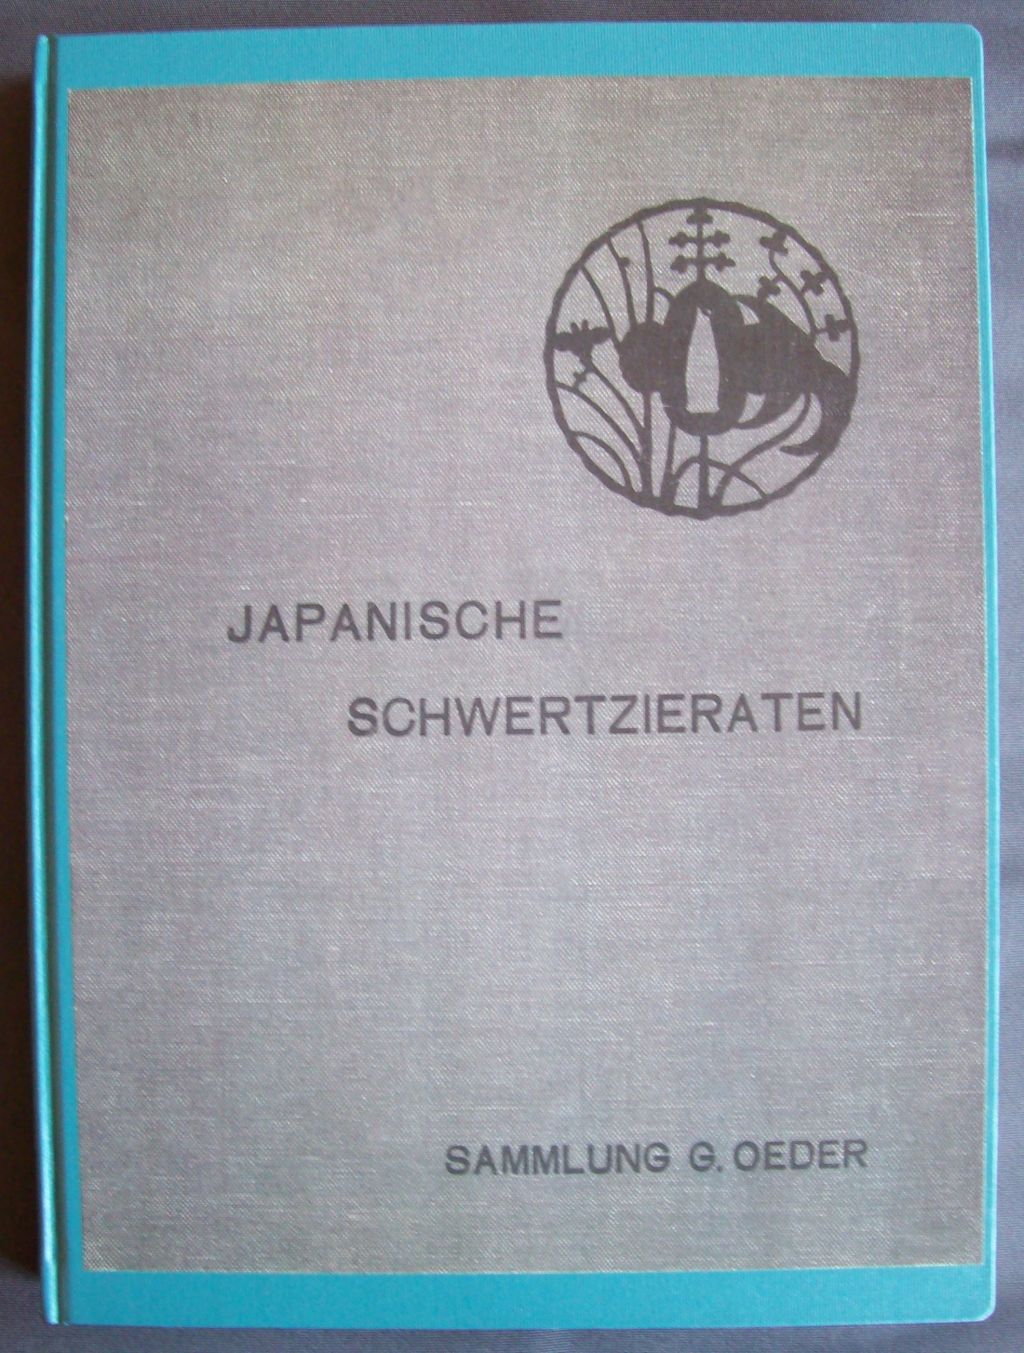 JAPANISCHE
SCHWERTZIERATEN
SAMMLUNG G. OEDER